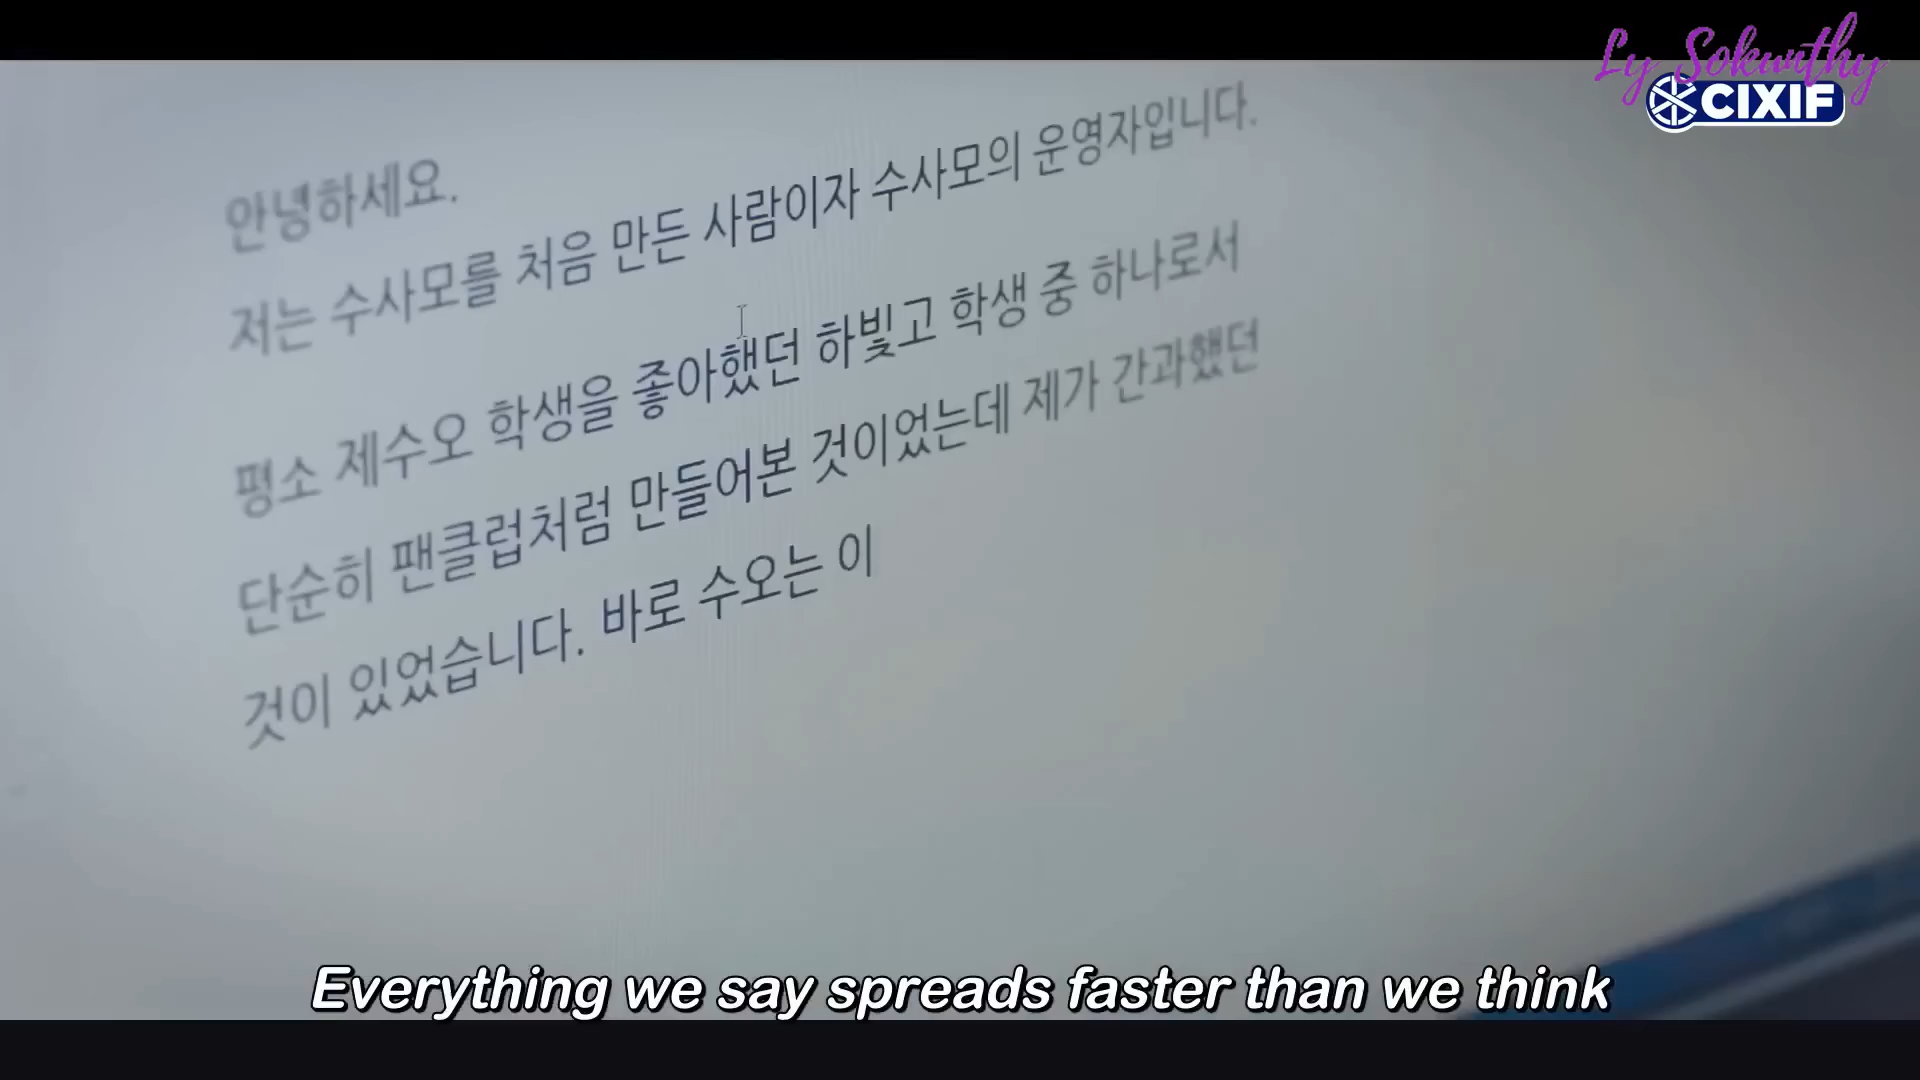 Ly Sokunthy
CIXIF
안녕하세요.
저는 수사모를 처음 만든 사람이자 수사모의 운영자입니다.
평소 제수오 학생을 좋아했던 하빛고 학생 중 하나로서
단순히 팬클럽처럼 만들어본 것이었는데 제가 간과했던
것이 있었습니다. 바로 수오는 이
Everything we say spreads faster than we think